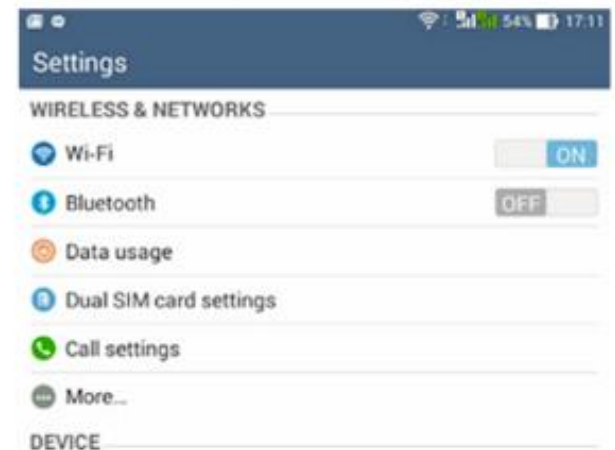 54% 17:11
Settings
WIRELESS & NETWORKS
Wi-Fi ON
Bluetooth OFF
Data usage
Dual SIM card settings
Call settings
More...
DEVICE